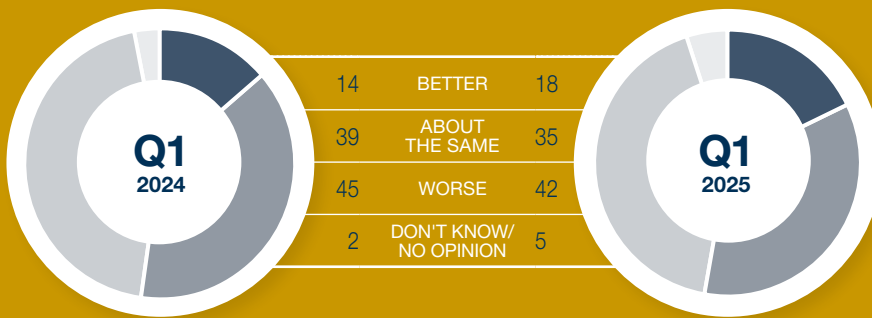 Q1
2024
14 BETTER 18
39 ABOUT THE SAME 35
45 WORSE 42
2 DON'T KNOW/ NO OPINION 5
Q1
2025